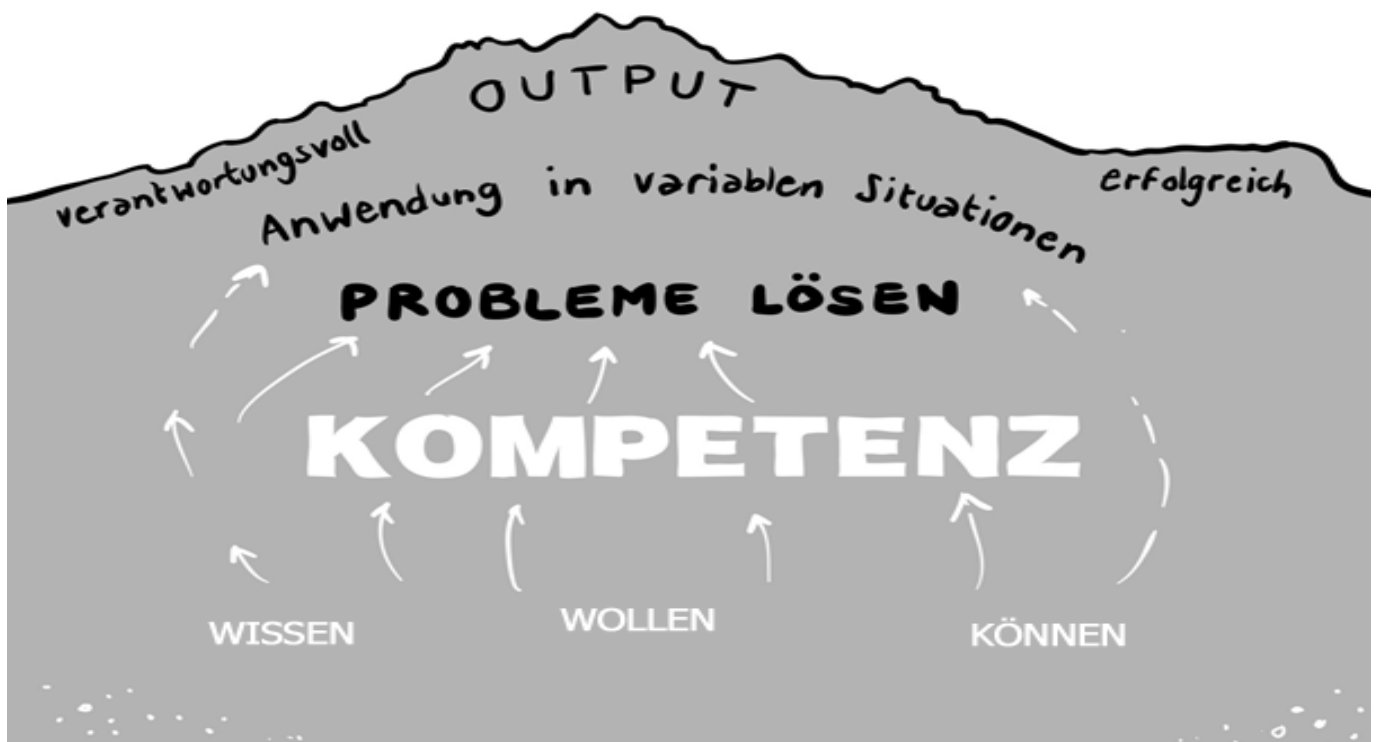 OUTPUT
verantwortungsvoll
erfolgreich
Anwendung in variablen Situationen
PROBLEME LÖSEN
KOMPETENZ
WISSEN WOLLEN KÖNNEN